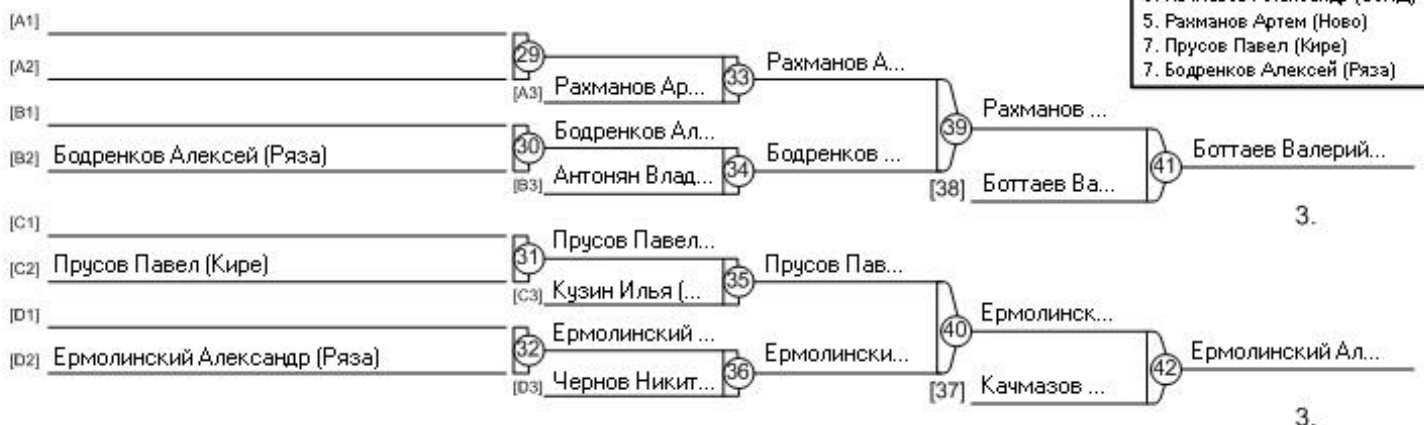 [A1]
[A2]
29
[A3] Рахманов Ар...
33
Рахманов А...
[B1]
[B2] Бодренков Алексей (Ряза)
30
Бодренков Ал...
[B3] Антонян Влад...
34
Бодренков ...
39
Рахманов ...
[38] Боттаев Ва...
41
Боттаев Валерий...
3.
[C1]
[C2] Прусов Павел (Кире)
31
Прусов Павел...
[C3] Кузин Илья (...
35
Прусов Пав...
[D1]
[D2] Ермолинский Александр (Ряза)
32
Ермолинский ...
[D3] Чернов Никит...
36
Ермолински...
40
Ермолинск...
[37] Качмазов ...
42
Ермолинский Ал...
3.
5. Рахманов Артем (Ново)
7. Прусов Павел (Кире)
7. Бодренков Алексей (Ряза)